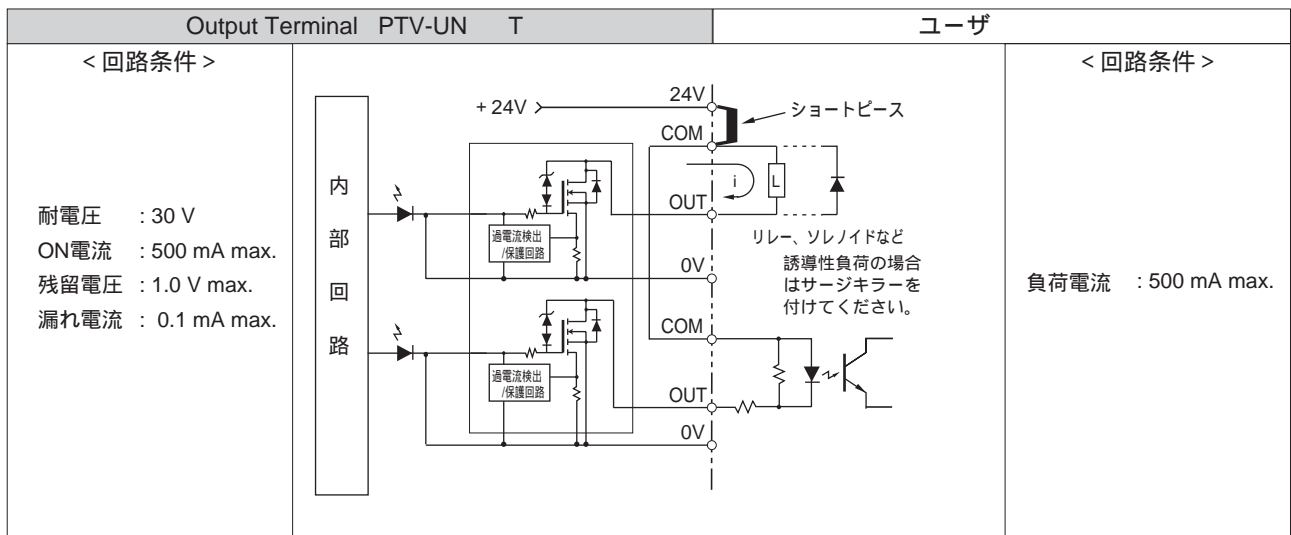 Output Terminal PTV-UN T
ユーザ
<回路条件>
耐電圧 : 30 V
ON電流 : 500 mA max.
残留電圧 : 1.0 V max.
漏れ電流 : 0.1 mA max.
内部回路
+24V
24V
ショートピース
COM
i
L
OUT
過電流検出
/保護回路
0V
リレー、ソレノイドなど
誘導性負荷の場合
はサージキラーを
付けてください。
COM
過電流検出
/保護回路
OUT
0V
<回路条件>
負荷電流 : 500 mA max.